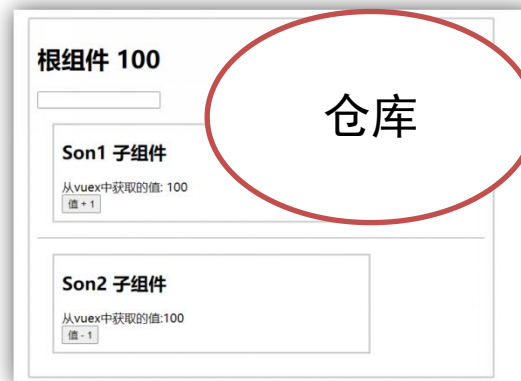 根组件 100
仓库
Son1 子组件
从vuex中获取的值: 100
值 + 1
Son2 子组件
从vuex中获取的值:100
值 - 1